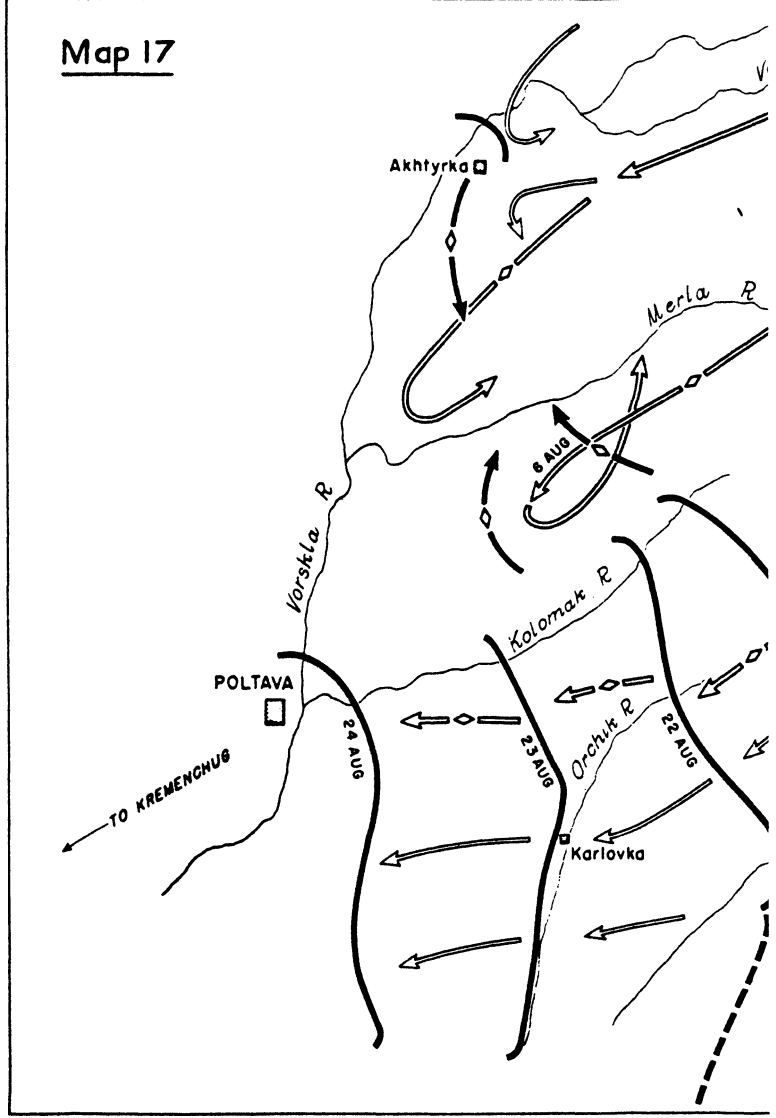 Map 17
Akhtyrka
Merla R
6 AUG
Vorskla R
Kolomak R
POLTAVA
24 AUG
23 AUG
Orchik R
22 AUG
TO KREMENCHUG
Karlovka